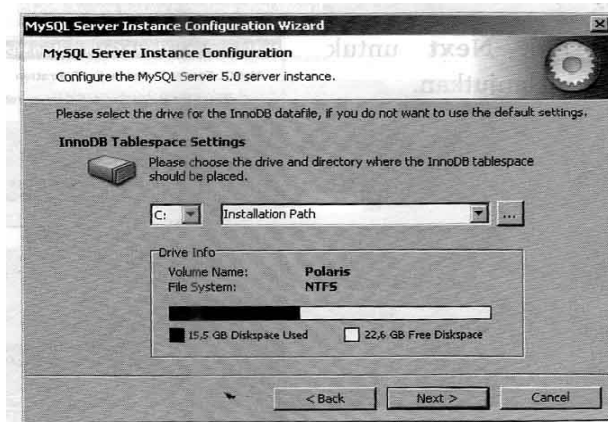 MySQL Server Instance Configuration Wizard
MySQL Server Instance Configuration
Configure the MySQL Server 5.0 server instance.
Please select the drive for the InnoDB datafile, if you do not want to use the default settings.
InnoDB Tablespace Settings
Please choose the drive and directory where the InnoDB tablespace
should be placed.
C: Installation Path ...
Drive Info
Volume Name: Polaris
File System: NTFS
15,5 GB Diskspace Used 22,6 GB Free Diskspace
< Back Next > Cancel